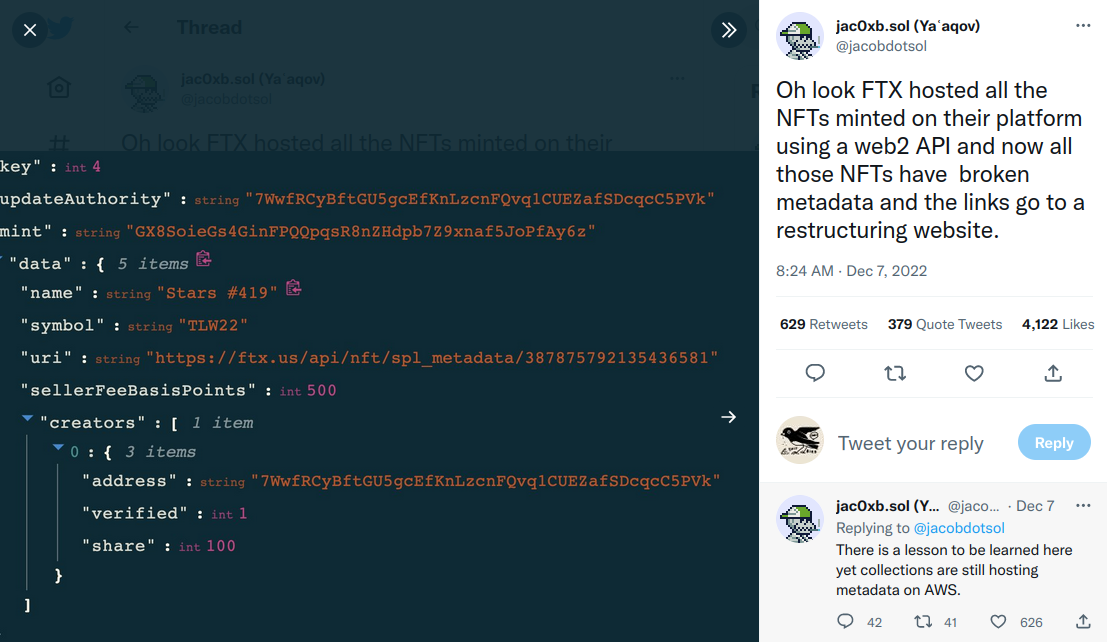 Thread
jac0xb.sol (Yaʿaqov)
@jacobdotsol
Oh look FTX hosted all the NFTs minted on their
key" : int 4
updateAuthority" : string "7WwfRCyBftGU5gcEfKnLzcnFQvq1CUEZafSDcqcC5PVk"
mint" : string "GX8SoieGs4GinFPQQpqsR8nZHdpb7Z9xnaf5JoPfAy6z"
"data" : { 5 items
"name" : string "Stars #419"
"symbol" : string "TLW22"
"uri" : string "https://ftx.us/api/nft/spl_metadata/387875792135436581"
"sellerFeeBasisPoints" : int 500
"creators" : [ 1 item
0 : { 3 items
"address" : string "7WwfRCyBftGU5gcEfKnLzcnFQvq1CUEZafSDcqcC5PVk"
"verified" : int 1
"share" : int 100
}
]
jac0xb.sol (Yaʿaqov)
@jacobdotsol
Oh look FTX hosted all the
NFTs minted on their platform
using a web2 API and now all
those NFTs have broken
metadata and the links go to a
restructuring website.
8:24 AM · Dec 7, 2022
629 Retweets 379 Quote Tweets 4,122 Likes
Tweet your reply
Reply
jac0xb.sol (Y... @jaco... · Dec 7
Replying to @jacobdotsol
There is a lesson to be learned here
yet collections are still hosting
metadata on AWS.
42 41 626